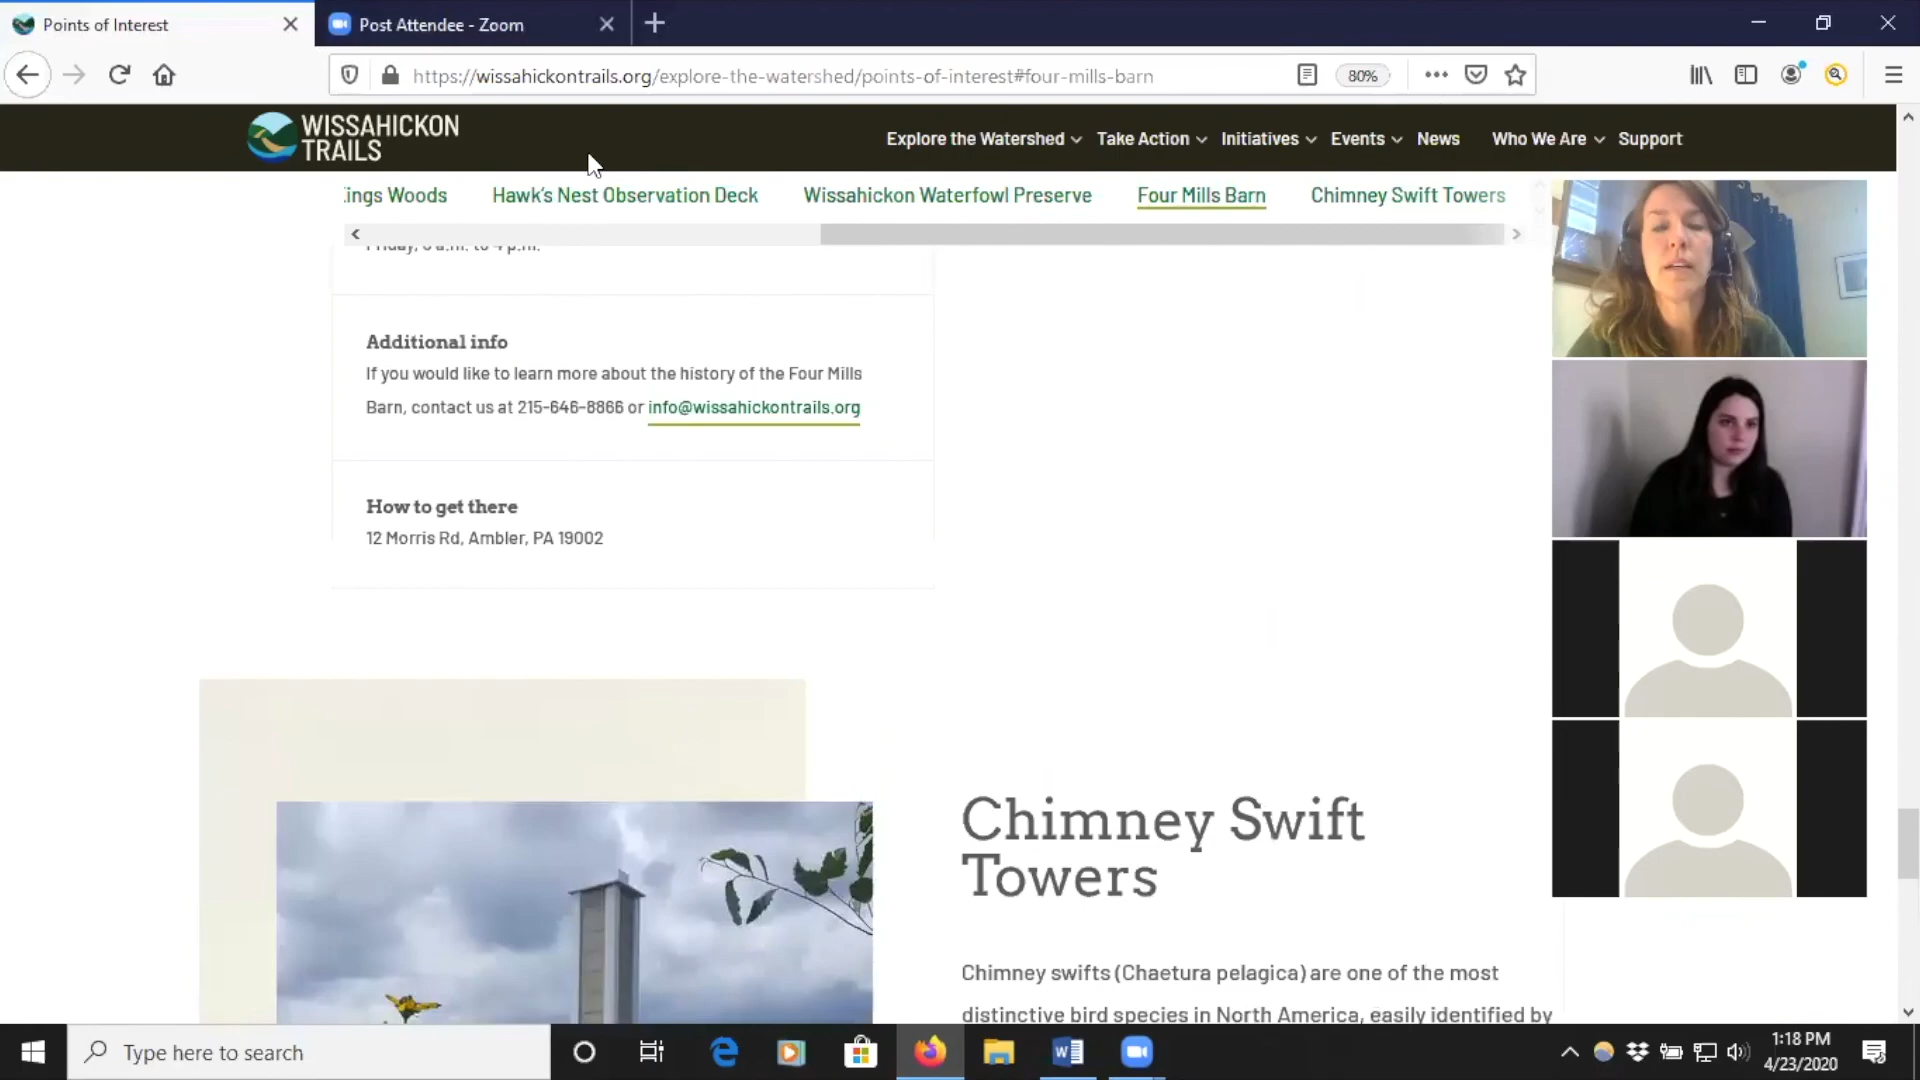 Points of Interest
Post Attendee - Zoom
https://wissahickontrails.org/explore-the-watershed/points-of-interest#four-mills-barn
80%
WISSAHICKON
TRAILS
Explore the Watershed
Take Action
Initiatives
Events
News
Who We Are
Support
ings Woods
Hawk's Nest Observation Deck
Wissahickon Waterfowl Preserve
Four Mills Barn
Chimney Swift Towers
Additional info
If you would like to learn more about the history of the Four Mills
Barn, contact us at 215-646-8866 or info@wissahickontrails.org
How to get there
12 Morris Rd, Ambler, PA 19002
Chimney Swift
Towers
Chimney swifts (Chaetura pelagica) are one of the most
distinctive bird species in North America, easily identified by
Type here to search
1:18 PM
4/23/2020